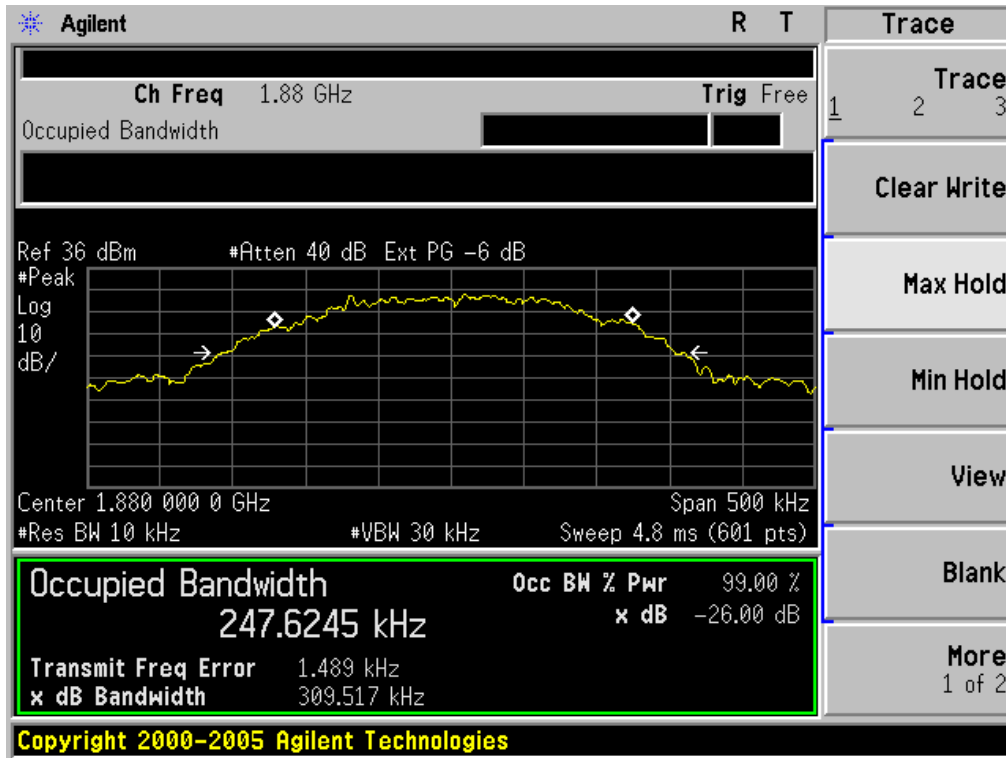 Agilent R T
Ch Freq 1.88 GHz Trig Free
Occupied Bandwidth
Ref 36 dBm #Atten 40 dB Ext PG -6 dB
#Peak
Log
10
dB/
Center 1.880 000 0 GHz Span 500 kHz
#Res BW 10 kHz #VBW 30 kHz Sweep 4.8 ms (601 pts)
Occupied Bandwidth Occ BW % Pwr 99.00 %
247.6245 kHz x dB -26.00 dB
Transmit Freq Error 1.489 kHz
x dB Bandwidth 309.517 kHz
Copyright 2000-2005 Agilent Technologies
Trace
Trace
1 2 3
Clear Write
Max Hold
Min Hold
View
Blank
More
1 of 2